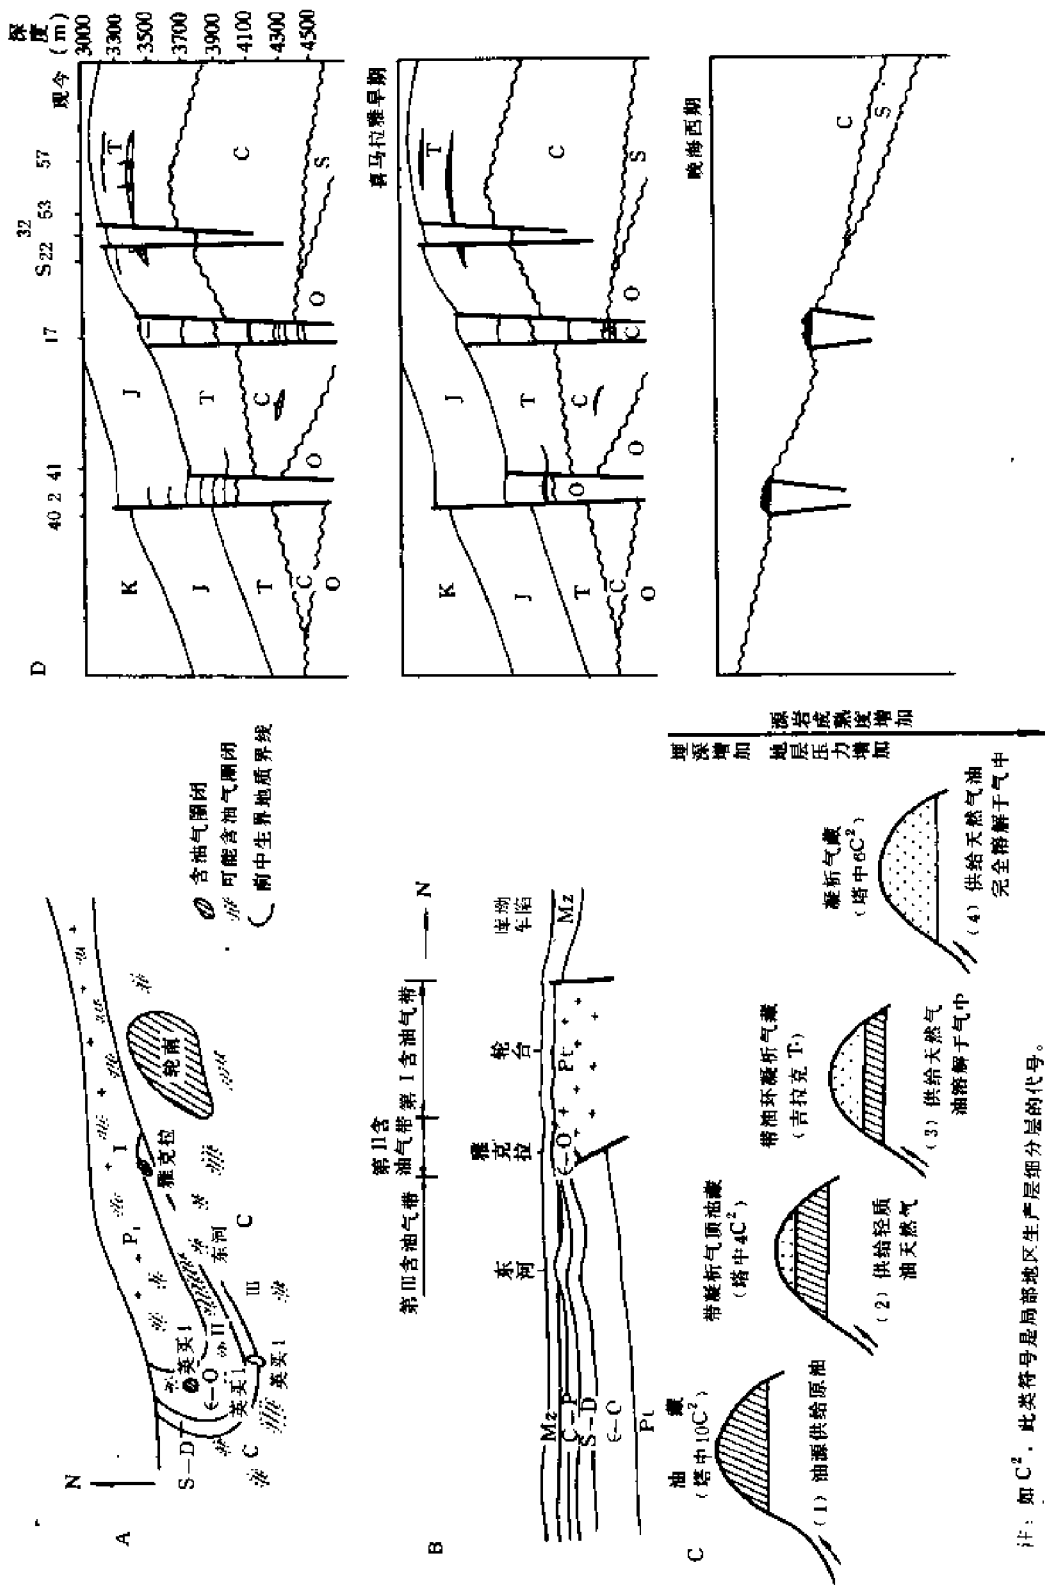 A
N
S—D
C
∈—O
英买1
英买1
英买1
P₁
I
II
III
东河
C
雅克拉
轮南
含油气圈闭
可能含油气圈闭
前中生界地质界线
B
第III含油气带
第II含
油气带
第I含油气带
N
东河
雅克拉
轮台
库车坳陷
Mz
C—P
S—D
∈—O
Pt
∈—O
Pt
Mz
C
油藏
(塔中10C²)
(1)油源供给原油
带凝析气顶油藏
(塔中4C²)
(2)供给轻质
油天然气
带油环凝析气藏
(吉拉克T)
(3)供给天然气
油溶解于气中
凝析气藏
(塔中6C²)
(4)供给天然气油
完全溶解于气中
埋深增加 地层压力增加
源岩成熟度增加
D
40 2 41 17 S22 32 53 57
现今
深度
(m)
3000
3300
3500
3700
3900
4100
4300
4500
K
J
T
C
O
J
T
C
O
O
T
C
S
喜马拉雅早期
K
J
T
C
O
O
J
T
C
O
C
O
T
C
S
晚海西期
C
S
注：如C²，此类符号是局部地区生产层细分层的代号。